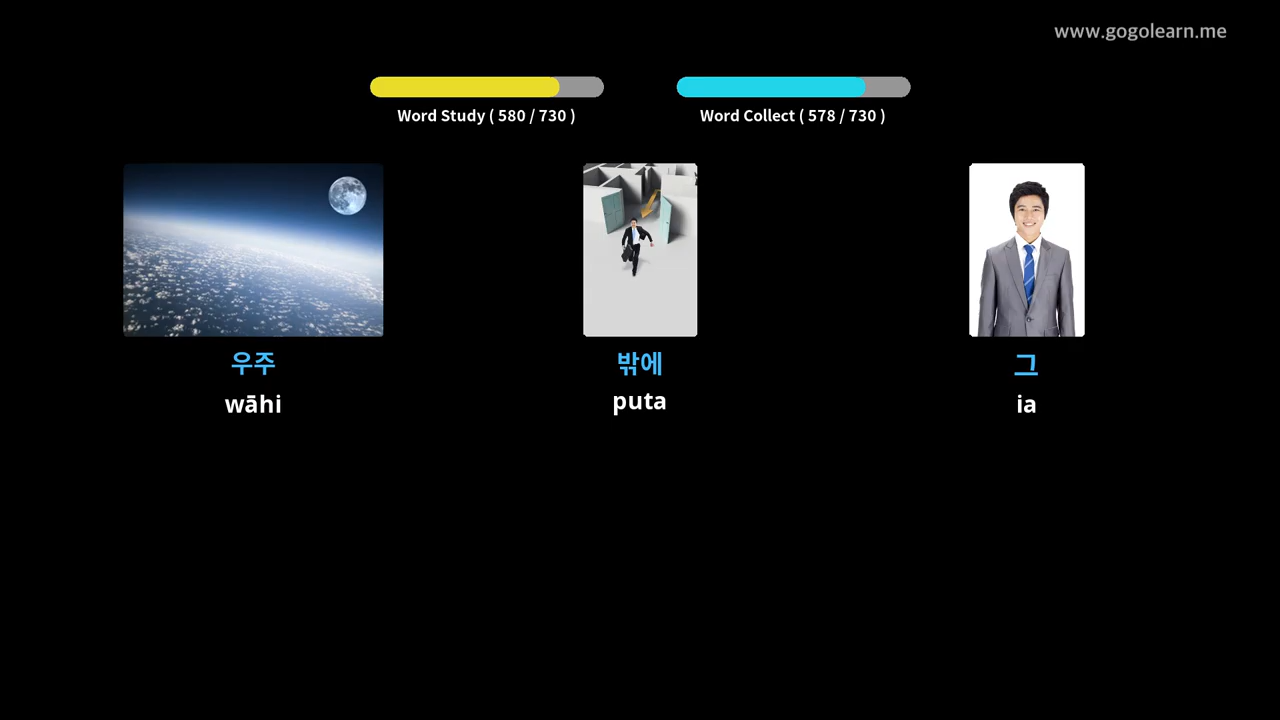 www.gogolearn.me
Word Study ( 580 / 730 )
Word Collect ( 578 / 730 )
우주
wāhi
밖에
puta
그
ia